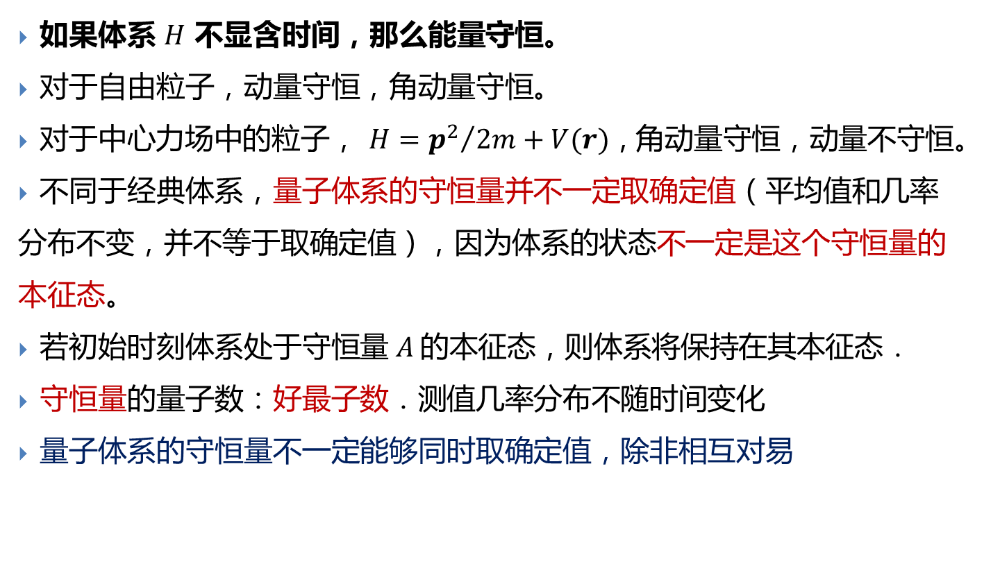 如果体系 H 不显含时间，那么能量守恒。
对于自由粒子，动量守恒，角动量守恒。
对于中心力场中的粒子， H = p²/2m + V(r)，角动量守恒，动量不守恒。
不同于经典体系，量子体系的守恒量并不一定取确定值（平均值和几率
分布不变，并不等于取确定值），因为体系的状态不一定是这个守恒量的
本征态。
若初始时刻体系处于守恒量 A 的本征态，则体系将保持在其本征态．
守恒量的量子数：好最子数．测值几率分布不随时间变化
量子体系的守恒量不一定能够同时取确定值，除非相互对易